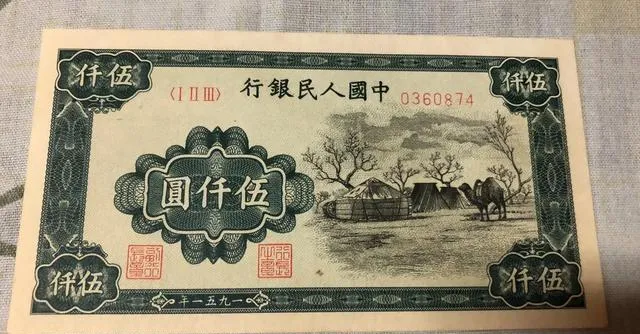 伍仟
伍仟
中國人民銀行
〈I II III〉
0360874
伍仟圓
伍仟
伍仟
一九五一年